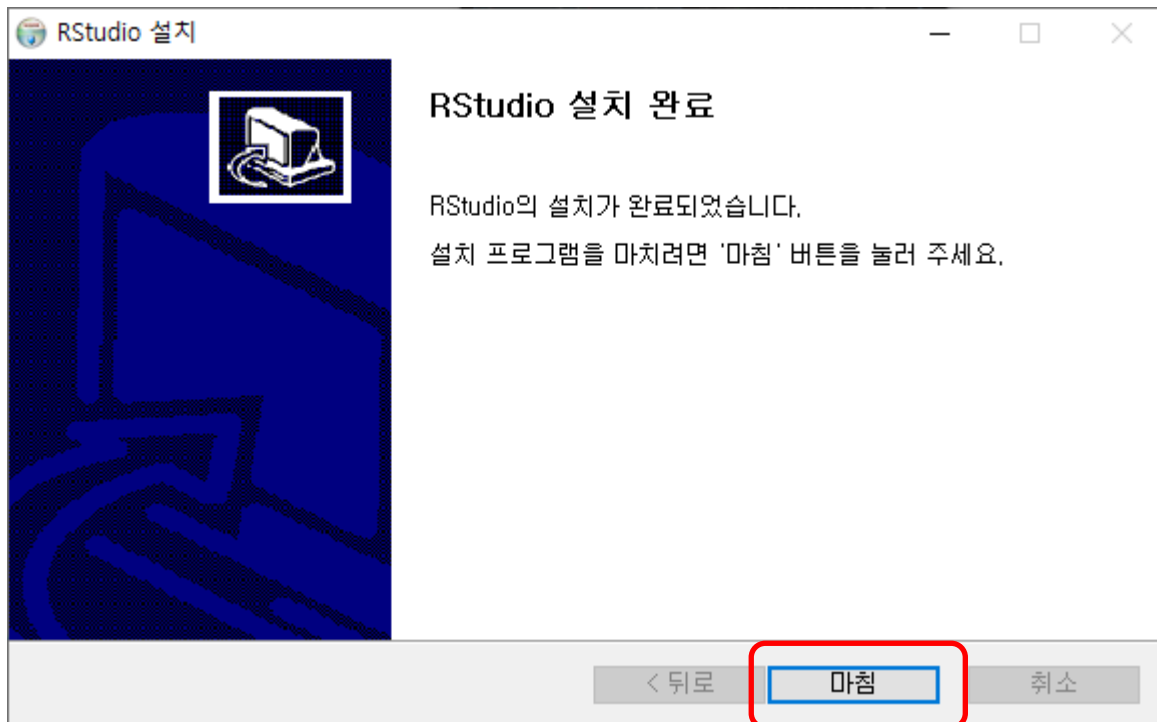 RStudio 설치
RStudio 설치 완료
RStudio의 설치가 완료되었습니다.
설치 프로그램을 마치려면 '마침' 버튼을 눌러 주세요.
< 뒤로
마침
취소